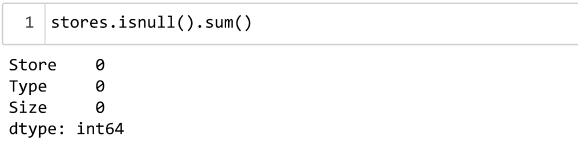 1 stores.isnull().sum()
Store 0
Type 0
Size 0
dtype: int64